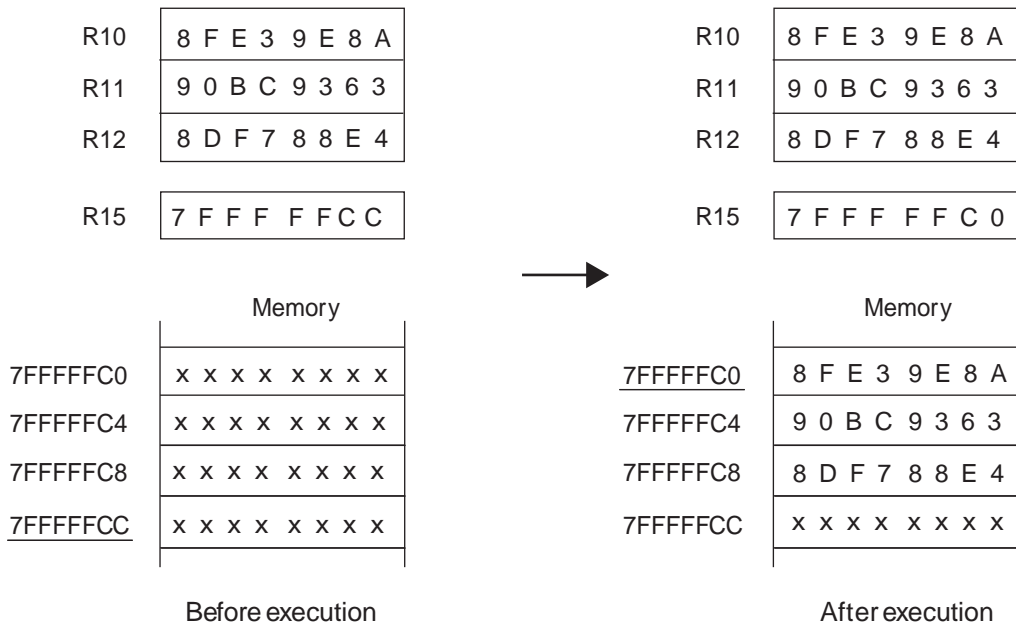 R10 8 F E 3 9 E 8 A
R11 9 0 B C 9 3 6 3
R12 8 D F 7 8 8 E 4
R15 7 F F F F F C C
Memory
7FFFFFC0 x x x x x x x x
7FFFFFC4 x x x x x x x x
7FFFFFC8 x x x x x x x x
7FFFFFCC x x x x x x x x
Before execution
R10 8 F E 3 9 E 8 A
R11 9 0 B C 9 3 6 3
R12 8 D F 7 8 8 E 4
R15 7 F F F F F C 0
Memory
7FFFFFC0 8 F E 3 9 E 8 A
7FFFFFC4 9 0 B C 9 3 6 3
7FFFFFC8 8 D F 7 8 8 E 4
7FFFFFCC x x x x x x x x
After execution